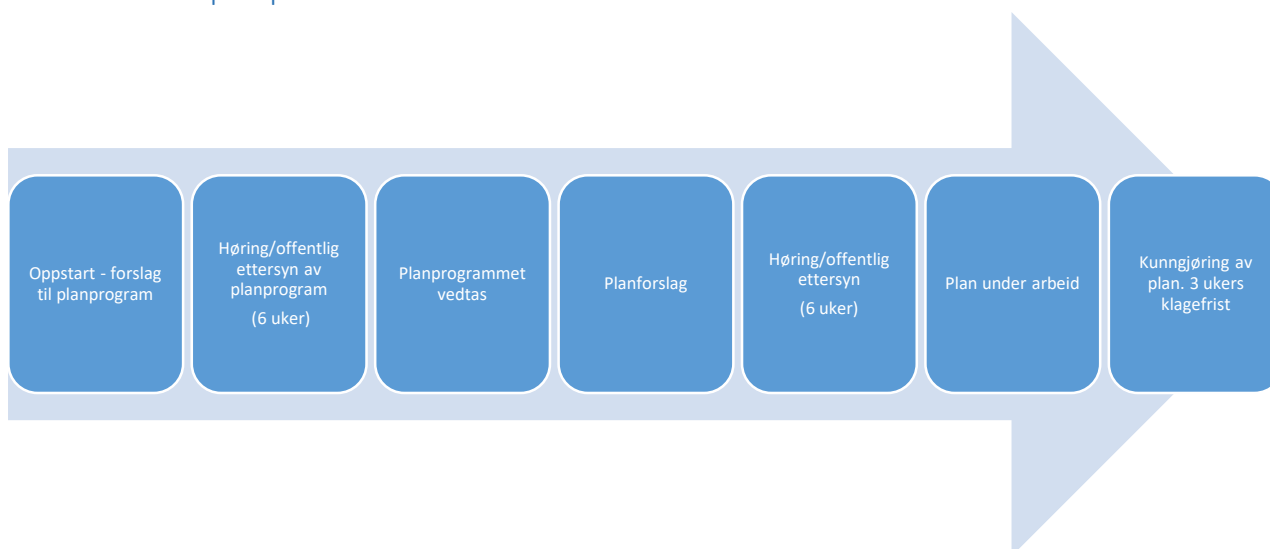 Oppstart - forslag
til planprogram
Høring/offentlig
ettersyn av
planprogram
(6 uker)
Planprogrammet
vedtas
Planforslag
Høring/offentlig
ettersyn
(6 uker)
Plan under arbeid
Kunngjøring av
plan. 3 ukers
klagefrist